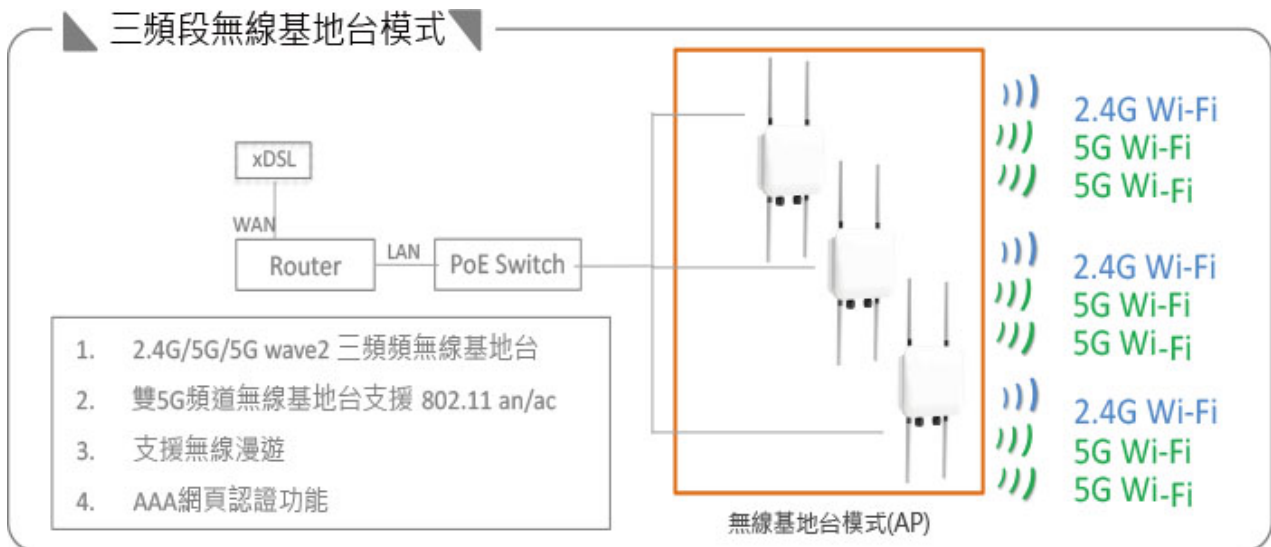 三頻段無線基地台模式
xDSL
WAN
Router
LAN
PoE Switch
1. 2.4G/5G/5G wave2 三頻頻無線基地台
2. 雙5G頻道無線基地台支援 802.11 an/ac
3. 支援無線漫遊
4. AAA網頁認證功能
2.4G Wi-Fi
5G Wi-Fi
5G Wi-Fi
2.4G Wi-Fi
5G Wi-Fi
5G Wi-Fi
2.4G Wi-Fi
5G Wi-Fi
5G Wi-Fi
無線基地台模式(AP)